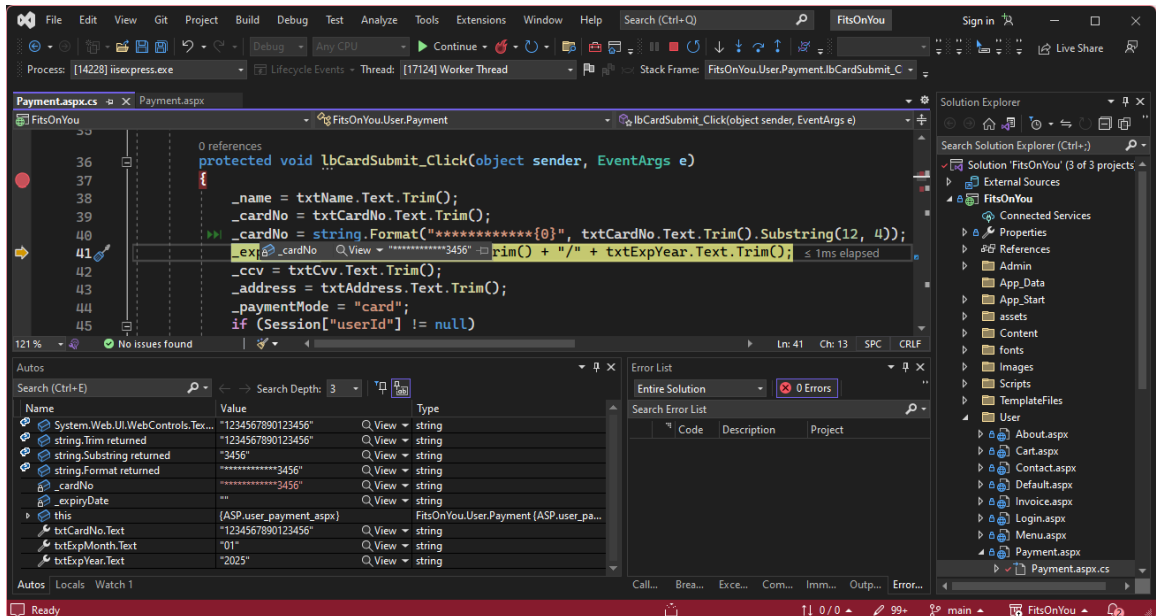 File Edit View Git Project Build Debug Test Analyze Tools Extensions Window Help Search (Ctrl+Q) FitsOnYou Sign in
Debug Any CPU Continue Live Share
Process: [14228] iisexpress.exe Lifecycle Events Thread: [17124] Worker Thread Stack Frame: FitsOnYou.User.Payment.lbCardSubmit_C
Payment.aspx.cs Payment.aspx
FitsOnYou FitsOnYou.User.Payment lbCardSubmit_Click(object sender, EventArgs e)
35
0 references
36 protected void lbCardSubmit_Click(object sender, EventArgs e)
37 {
38 _name = txtName.Text.Trim();
39 _cardNo = txtCardNo.Text.Trim();
40 _cardNo = string.Format("************{0}", txtCardNo.Text.Trim().Substring(12, 4));
41 _exp _cardNo View "************3456" rim() + "/" + txtExpYear.Text.Trim(); ≤ 1ms elapsed
42 _ccv = txtCvv.Text.Trim();
43 _address = txtAddress.Text.Trim();
44 _paymentMode = "card";
45 if (Session["userId"] != null)
121 % No issues found Ln: 41 Ch: 13 SPC CRLF
Autos
Search (Ctrl+E) Search Depth: 3
Name Value Type
System.Web.UI.WebControls.Tex... "1234567890123456" View string
string.Trim returned "1234567890123456" View string
string.Substring returned "3456" View string
string.Format returned "************3456" View string
_cardNo "************3456" View string
_expiryDate "" View string
this {ASP.user_payment_aspx} FitsOnYou.User.Payment {ASP.user_pa...
txtCardNo.Text "1234567890123456" View string
txtExpMonth.Text "01" View string
txtExpYear.Text "2025" View string
Autos Locals Watch 1
Error List
Entire Solution 0 Errors
Search Error List
Code Description Project
Call... Brea... Exce... Com... Imm... Outp... Error...
Solution Explorer
Search Solution Explorer (Ctrl+;)
Solution 'FitsOnYou' (3 of 3 projects
External Sources
FitsOnYou
Connected Services
Properties
References
Admin
App_Data
App_Start
assets
Content
fonts
Images
Scripts
TemplateFiles
User
About.aspx
Cart.aspx
Contact.aspx
Default.aspx
Invoice.aspx
Login.aspx
Menu.aspx
Payment.aspx
Payment.aspx.cs
Ready 0 / 0 99+ main FitsOnYou 2